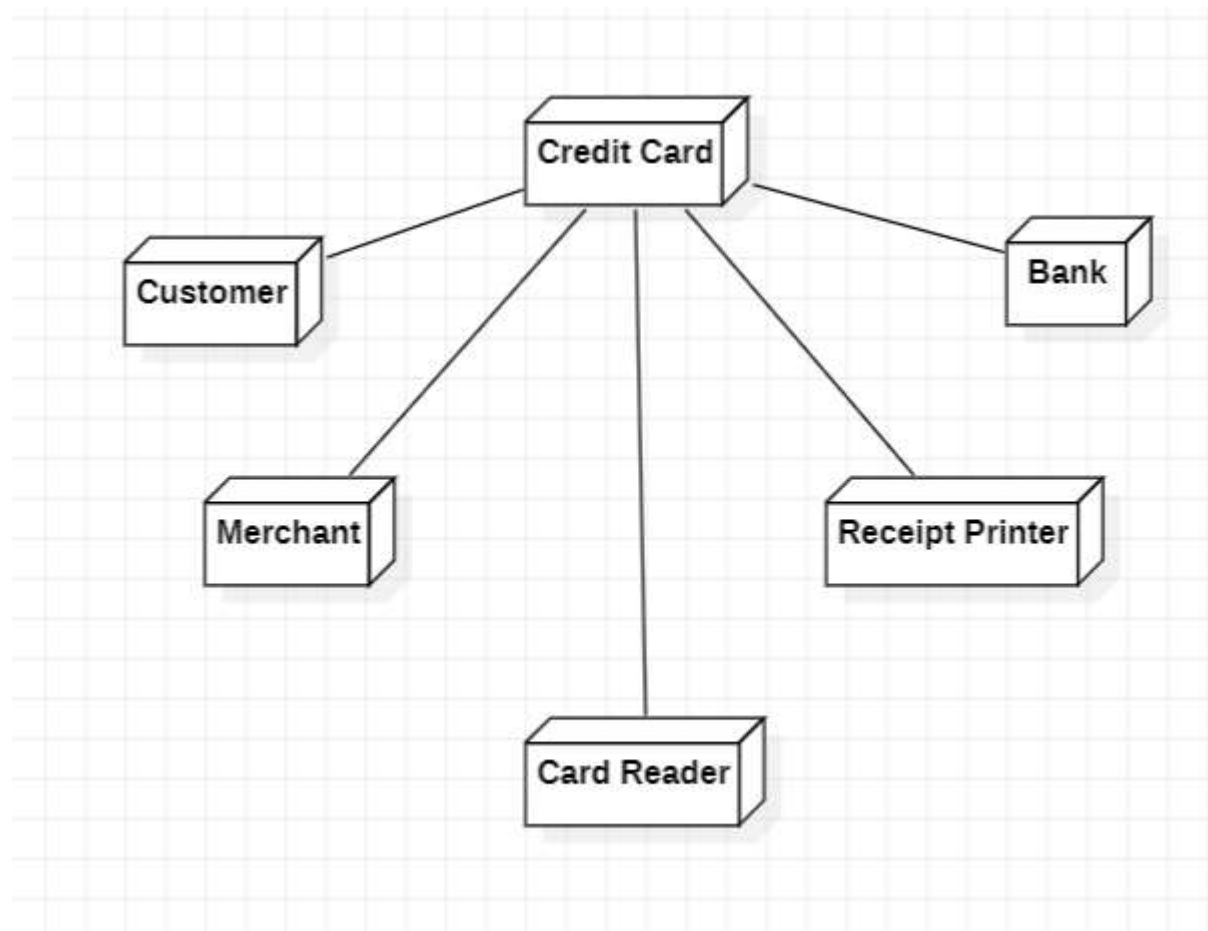 Credit Card
Customer
Bank
Merchant
Receipt Printer
Card Reader